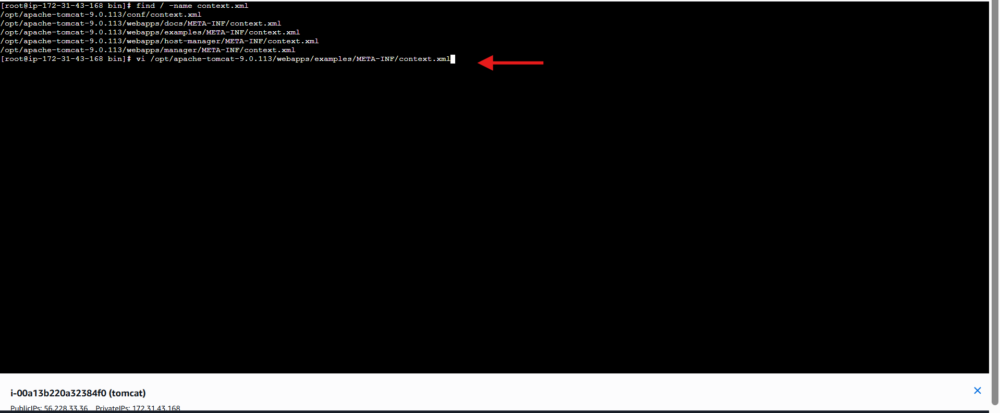 [root@ip-172-31-43-168 bin]# find / -name context.xml
/opt/apache-tomcat-9.0.113/conf/context.xml
/opt/apache-tomcat-9.0.113/webapps/docs/META-INF/context.xml
/opt/apache-tomcat-9.0.113/webapps/examples/META-INF/context.xml
/opt/apache-tomcat-9.0.113/webapps/host-manager/META-INF/context.xml
/opt/apache-tomcat-9.0.113/webapps/manager/META-INF/context.xml
[root@ip-172-31-43-168 bin]# vi /opt/apache-tomcat-9.0.113/webapps/examples/META-INF/context.xml
i-00a13b220a32384f0 (tomcat)
PublicIPs: 56.228.33.36 PrivateIPs: 172.31.43.168